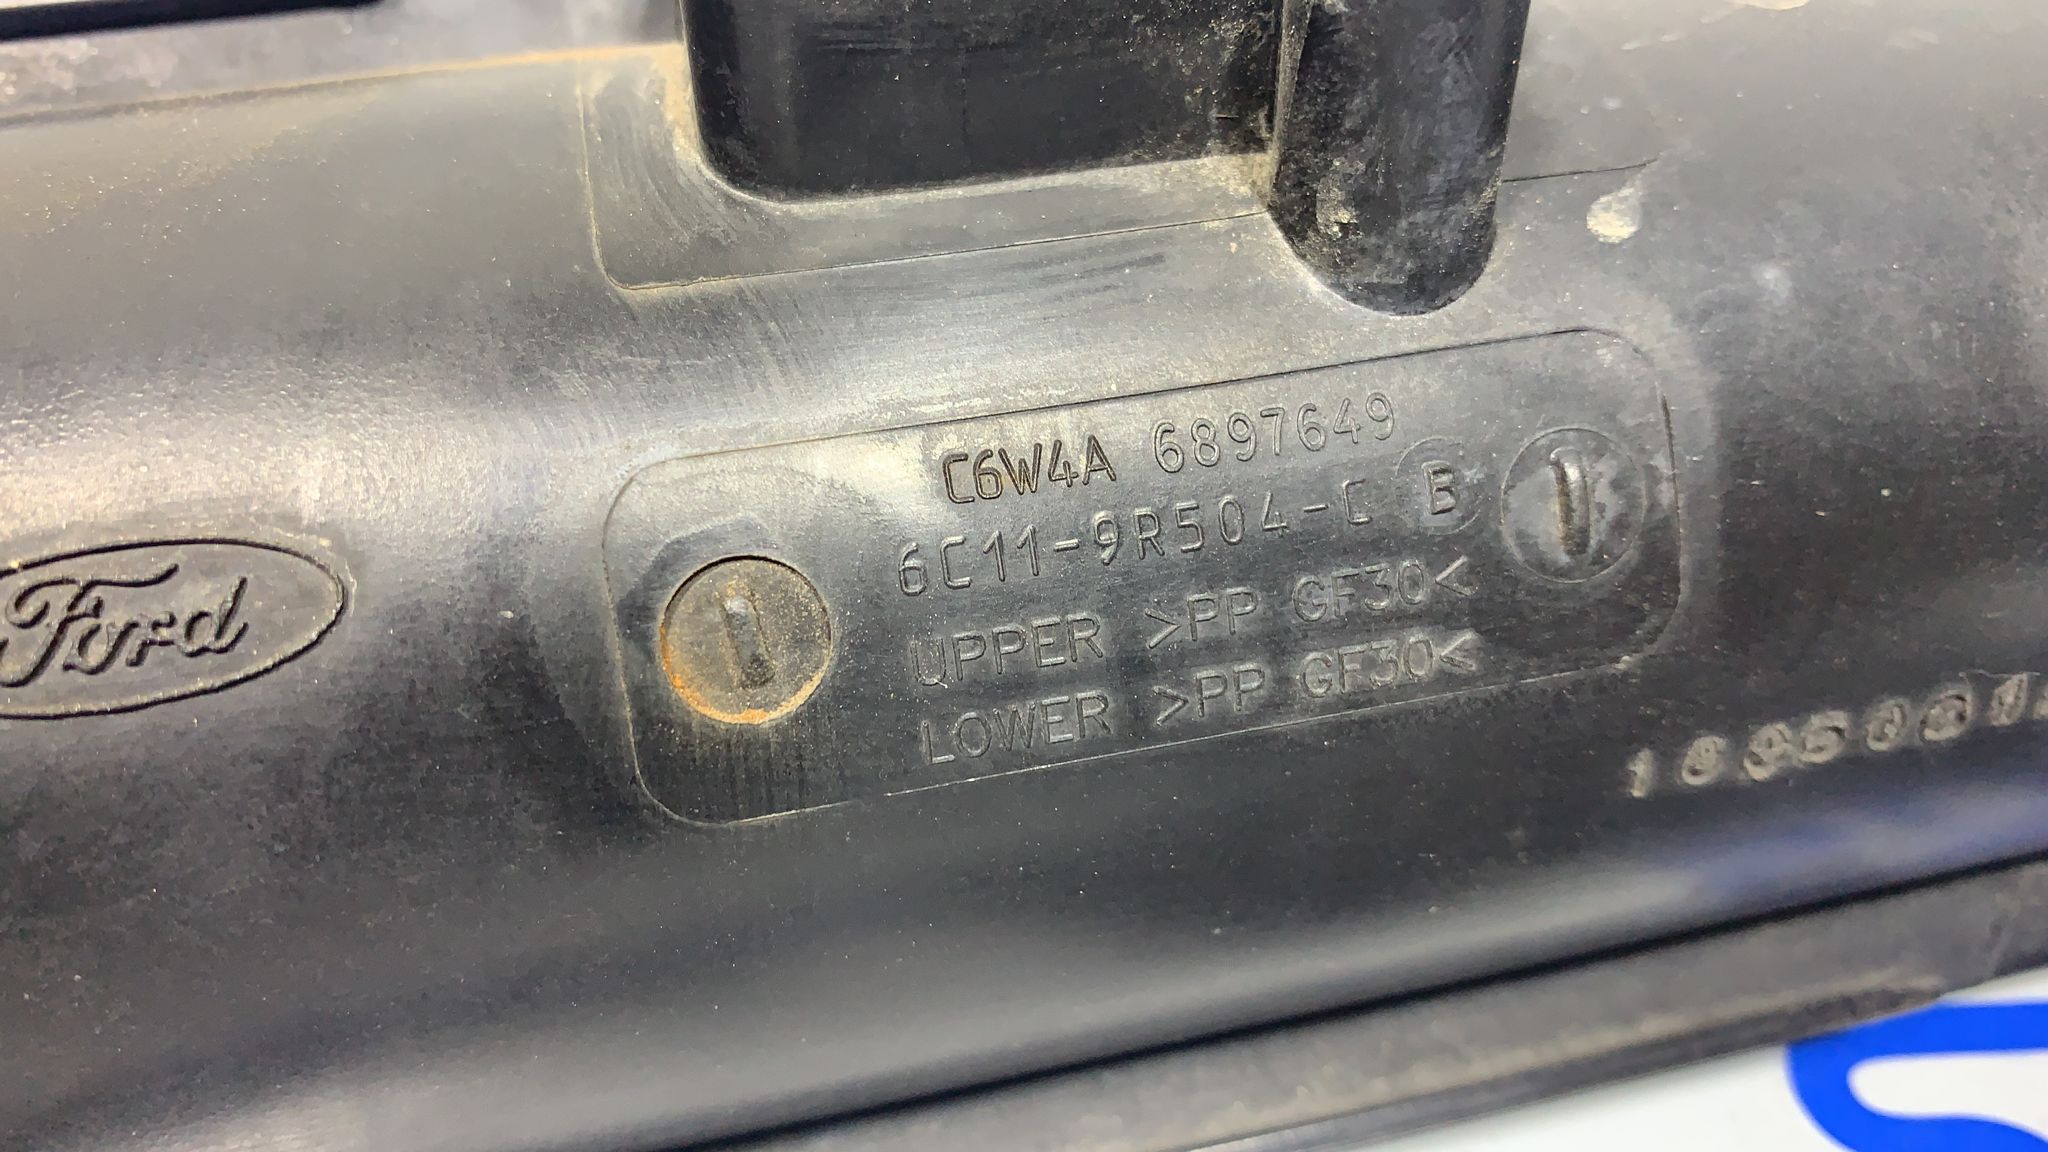 Ford
C6W4A 6897649
6C11-9R504-C B
UPPER >PP GF30<
LOWER >PP GF30<